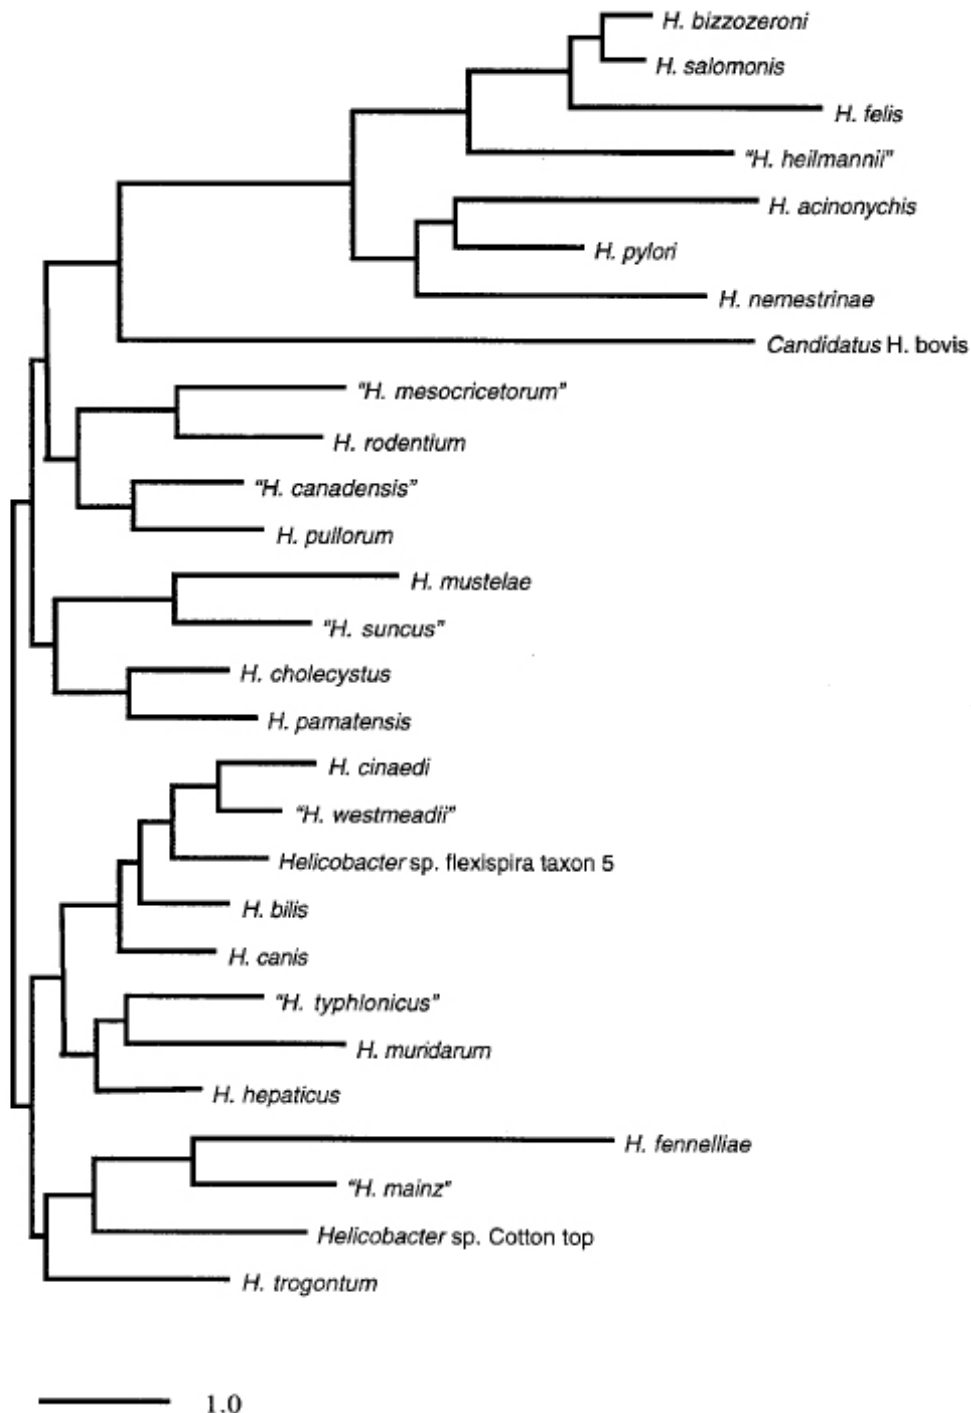 H. bizzozeroni
H. salomonis
H. felis
"H. heilmannii"
H. acinonychis
H. pylori
H. nemestrinae
Candidatus H. bovis
"H. mesocricetorum"
H. rodentium
"H. canadensis"
H. pullorum
H. mustelae
"H. suncus"
H. cholecystus
H. pamatensis
H. cinaedi
"H. westmeadii"
Helicobacter sp. flexispira taxon 5
H. bilis
H. canis
"H. typhlonicus"
H. muridarum
H. hepaticus
H. fennelliae
"H. mainz"
Helicobacter sp. Cotton top
H. trogontum
1.0